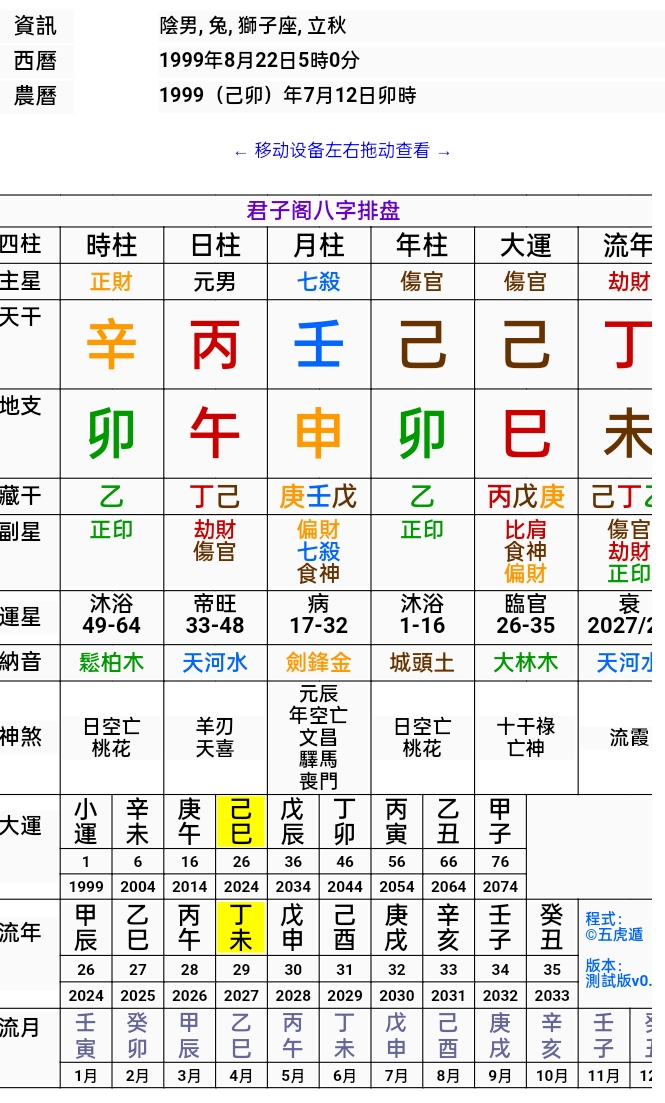 資訊 陰男, 兔, 獅子座, 立秋
西曆 1999年8月22日5時0分
農曆 1999（己卯）年7月12日卯時
← 移动设备左右拖动查看 →
君子阁八字排盘
四柱 時柱 日柱 月柱 年柱 大運 流年
主星 正財 元男 七殺 傷官 傷官 劫財
天干 辛 丙 壬 己 己 丁
地支 卯 午 申 卯 巳 未
藏干 乙 丁己 庚壬戊 乙 丙戊庚 己丁乙
副星 正印 劫財 偏財 正印 比肩 傷官
傷官 七殺 食神 劫財
食神 偏財 正印
運星 沐浴 帝旺 病 沐浴 臨官 衰
49-64 33-48 17-32 1-16 26-35 2027/2
納音 鬆柏木 天河水 劍鋒金 城頭土 大林木 天河水
神煞 日空亡 桃花 羊刃 天喜 元辰 年空亡 文昌 驛馬 喪門 日空亡 桃花 十干祿 亡神 流霞
大運 小運 辛未 庚午 己巳 戊辰 丁卯 丙寅 乙丑 甲子
1 6 16 26 36 46 56 66 76
1999 2004 2014 2024 2034 2044 2054 2064 2074
流年 甲辰 乙巳 丙午 丁未 戊申 己酉 庚戌 辛亥 壬子 癸丑
26 27 28 29 30 31 32 33 34 35
2024 2025 2026 2027 2028 2029 2030 2031 2032 2033
程式:
©五虎遁
版本:
測試版v0.
流月 壬寅 癸卯 甲辰 乙巳 丙午 丁未 戊申 己酉 庚戌 辛亥 壬子
1月 2月 3月 4月 5月 6月 7月 8月 9月 10月 11月 12